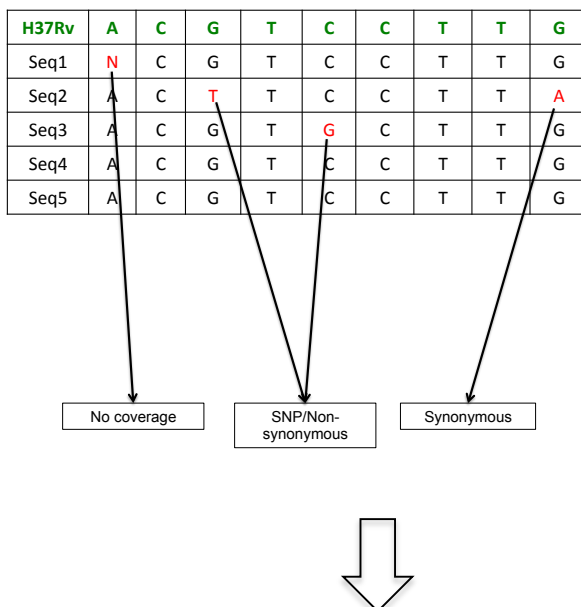 H37Rv A C G T C C T T G
Seq1 N C G T C C T T G
Seq2 A C T T C C T T A
Seq3 A C G T G C T T G
Seq4 A C G T C C T T G
Seq5 A C G T C C T T G
No coverage
SNP/Non-
synonymous
Synonymous